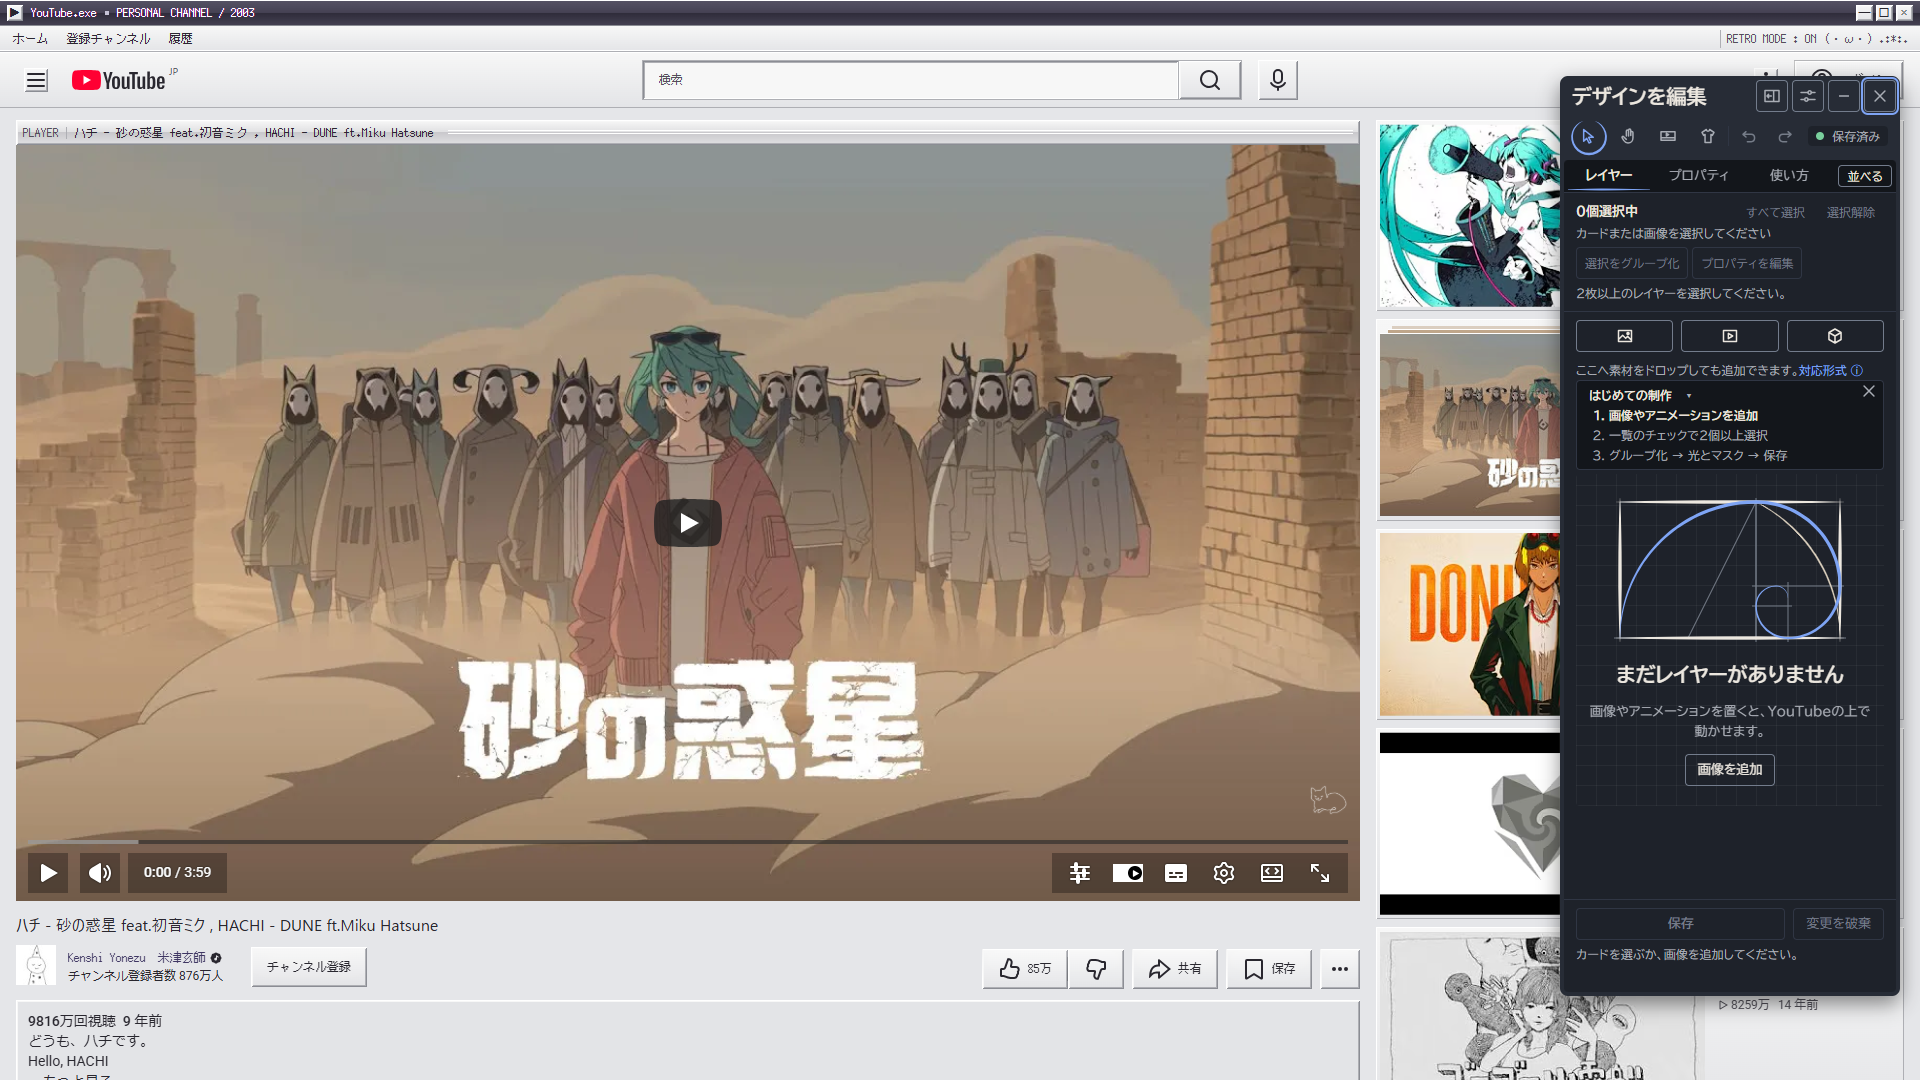 YouTube.exe ▪ PERSONAL CHANNEL / 2003
ホーム 登録チャンネル 履歴
RETRO MODE : ON (・ω・) .:*:.
YouTube JP
検索
PLAYER ハチ - 砂の惑星 feat.初音ミク , HACHI - DUNE ft.Miku Hatsune
砂の惑星
0:00 / 3:59
ハチ - 砂の惑星 feat.初音ミク , HACHI - DUNE ft.Miku Hatsune
Kenshi Yonezu 米津玄師
チャンネル登録者数 876万人
チャンネル登録
85万
共有
保存
9816万回視聴 9 年前
どうも、ハチです。
Hello, HACHI
砂の惑
DONU
8259万 14 年前
デザインを編集
保存済み
レイヤー プロパティ 使い方 並べる
0個選択中 すべて選択 選択解除
カードまたは画像を選択してください
選択をグループ化 プロパティを編集
2枚以上のレイヤーを選択してください。
ここへ素材をドロップしても追加できます。対応形式 ⓘ
はじめての制作
1. 画像やアニメーションを追加
2. 一覧のチェックで2個以上選択
3. グループ化 → 光とマスク → 保存
まだレイヤーがありません
画像やアニメーションを置くと、YouTubeの上で
動かせます。
画像を追加
保存 変更を破棄
カードを選ぶか、画像を追加してください。